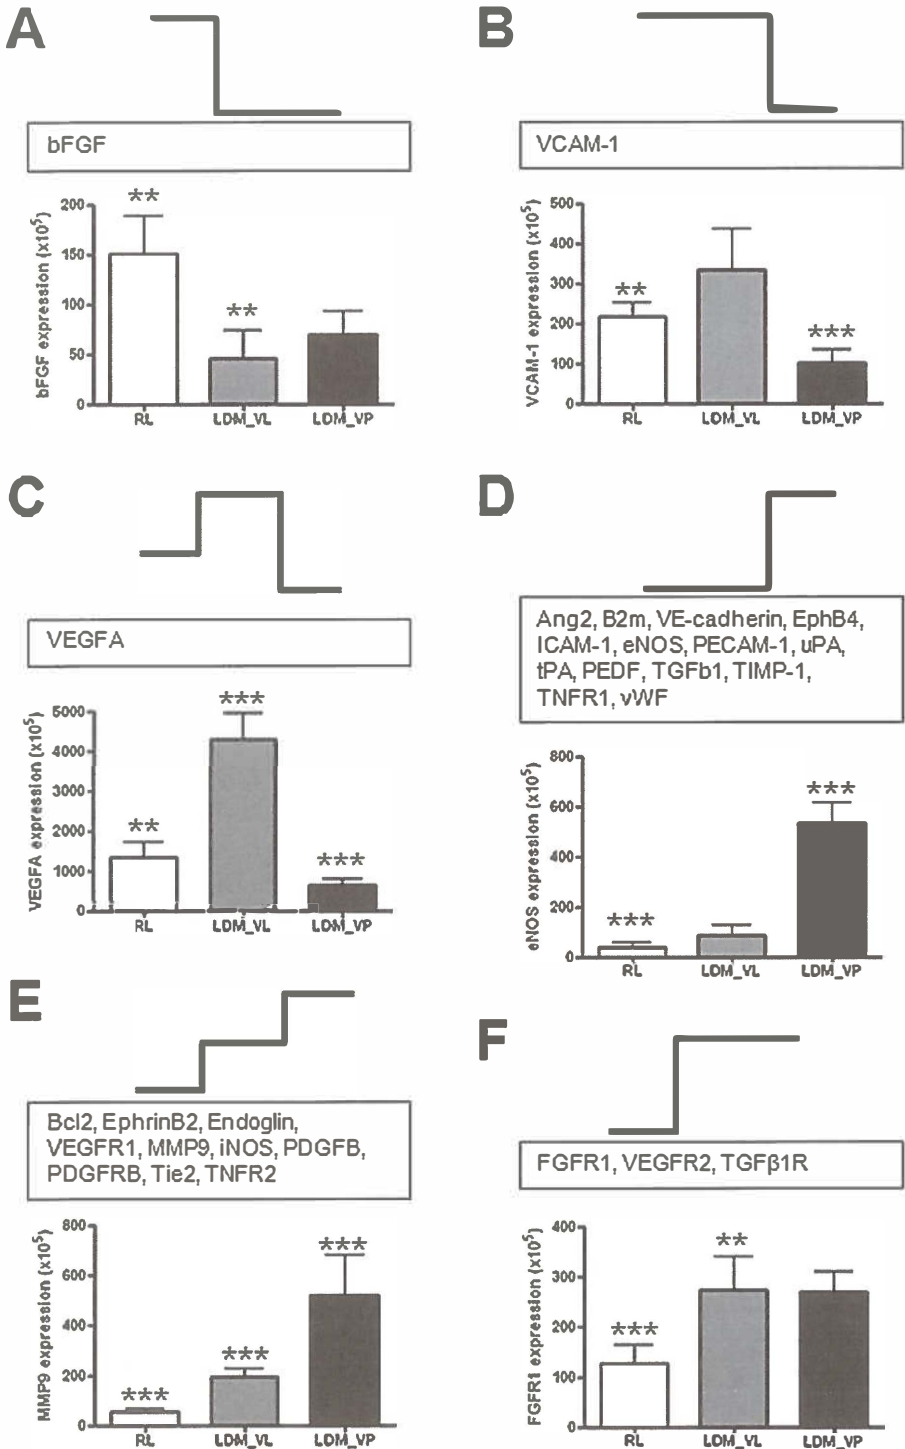 A
bFGF
bFGF expression (x10⁵)
200
150
100
50
0
**
**
RL
LDM_VL
LDM_VP
B
VCAM-1
VCAM-1 expression (x10⁵)
500
400
300
200
100
0
**
***
RL
LDM_VL
LDM_VP
C
VEGFA
VEGFA expression (x10⁵)
5000
4000
3000
2000
1000
0
**
***
***
RL
LDM_VL
LDM_VP
D
Ang2, B2m, VE-cadherin, EphB4,
ICAM-1, eNOS, PECAM-1, uPA,
tPA, PEDF, TGFb1, TIMP-1,
TNFR1, vWF
eNOS expression (x10⁵)
800
600
400
200
0
***
***
RL
LDM_VL
LDM_VP
E
Bcl2, EphrinB2, Endoglin,
VEGFR1, MMP9, iNOS, PDGFB,
PDGFRB, Tie2, TNFR2
MMP9 expression (x10⁵)
800
600
400
200
0
***
***
***
RL
LDM_VL
LDM_VP
F
FGFR1, VEGFR2, TGFβ1R
FGFR1 expression (x10⁵)
400
300
200
100
0
***
**
RL
LDM_VL
LDM_VP